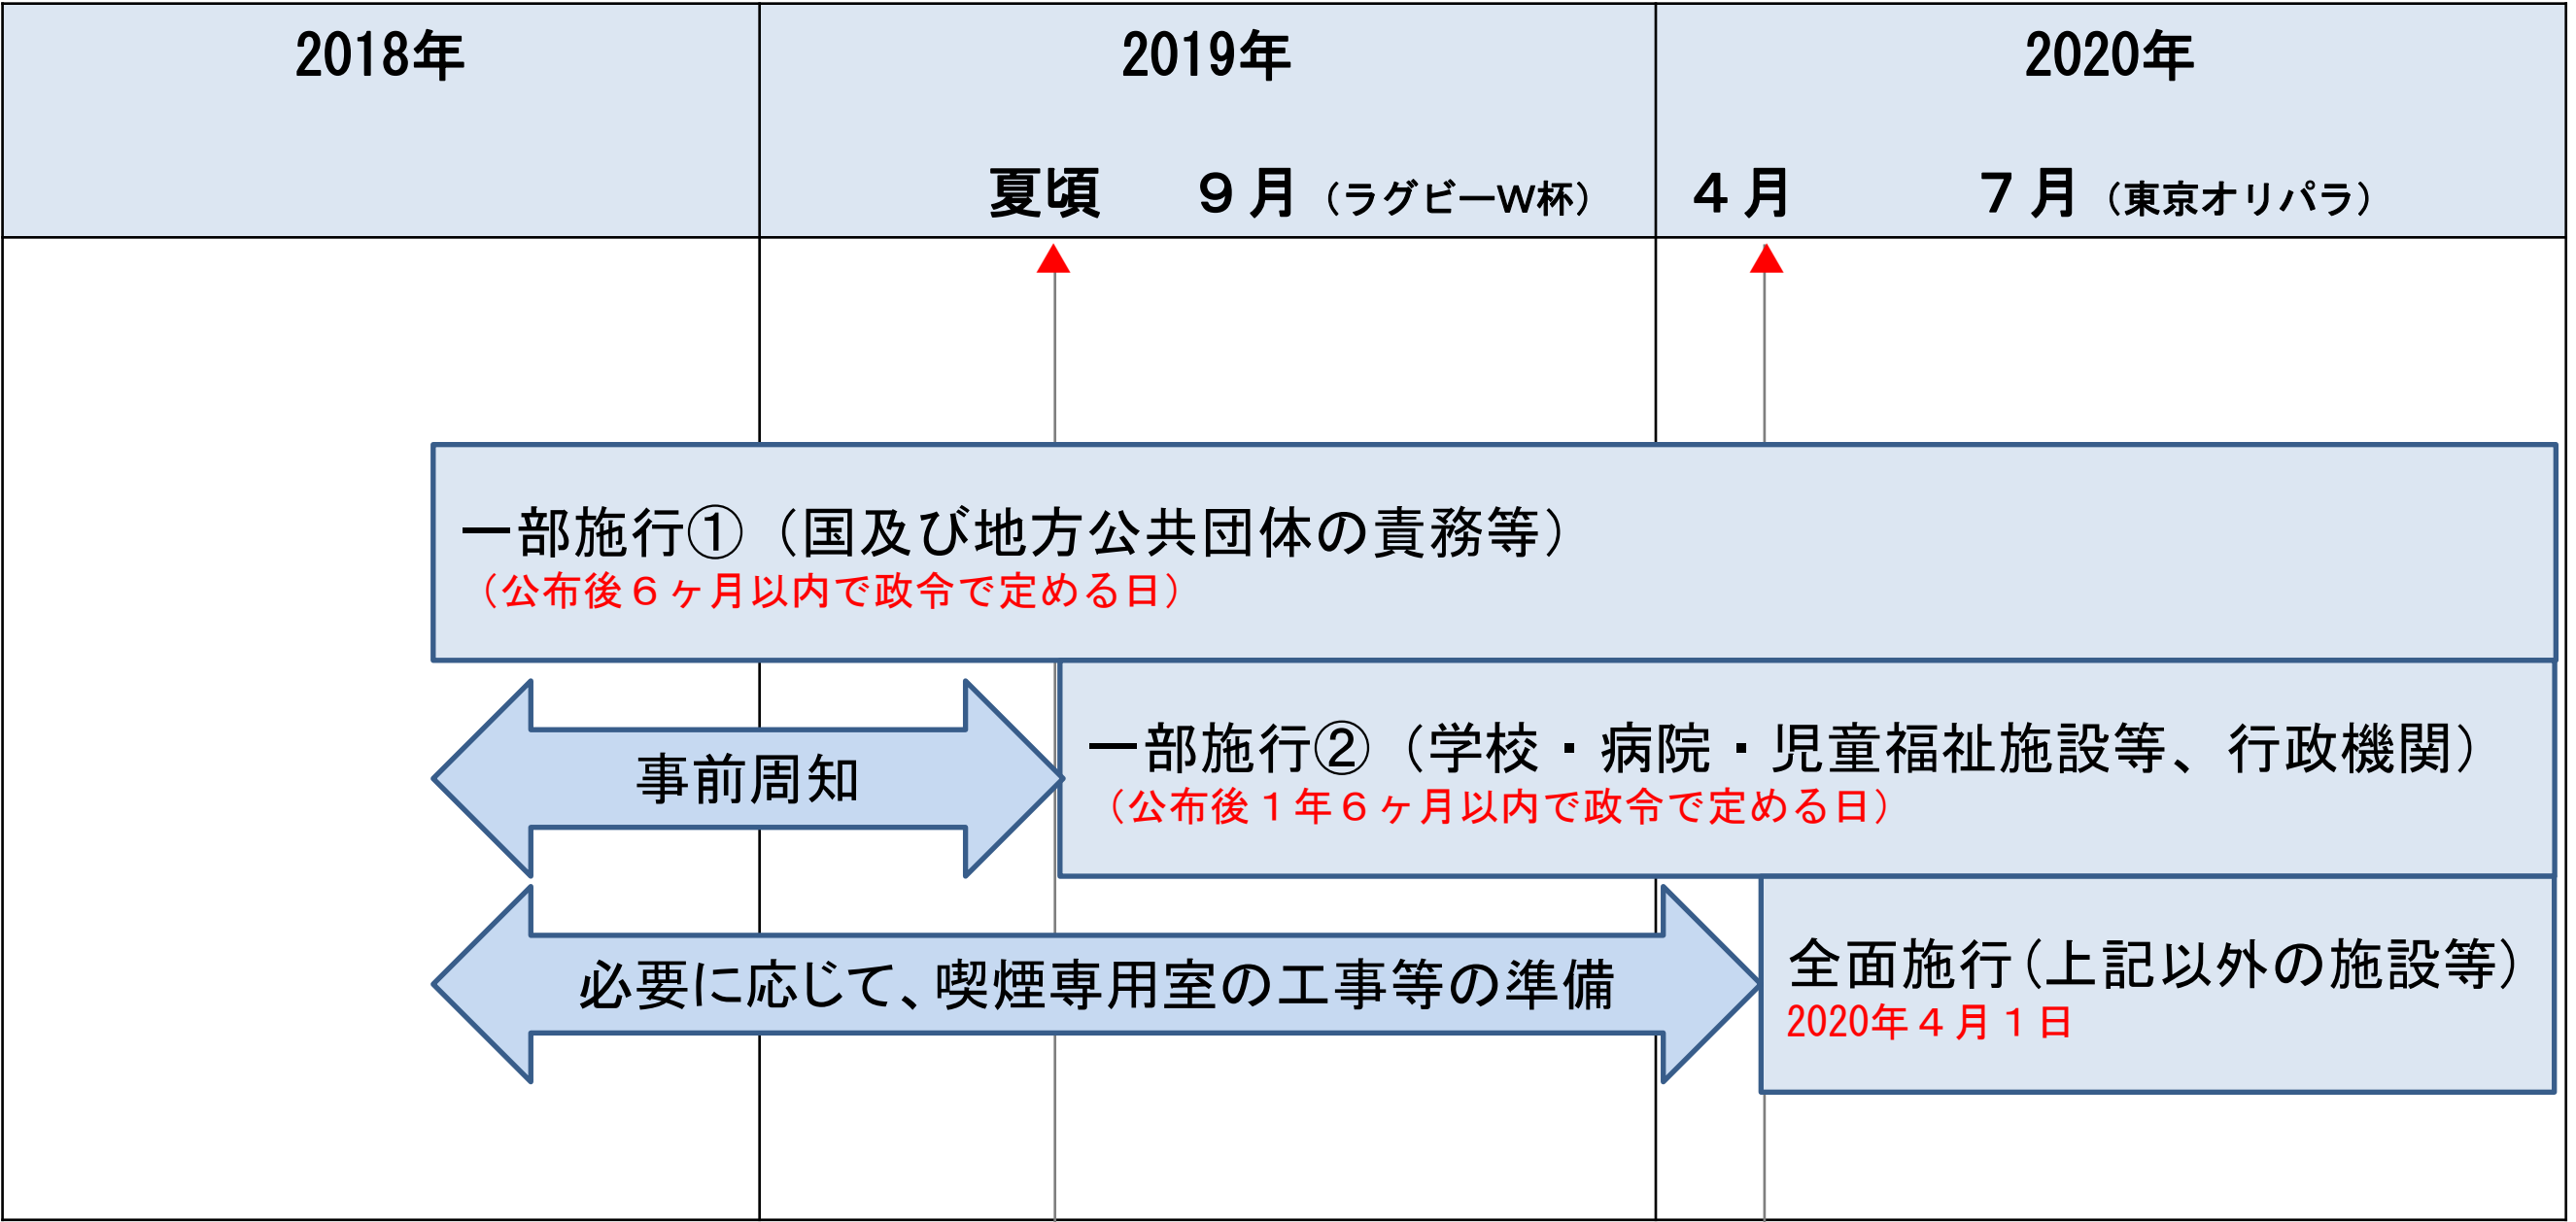 2018年
2019年
2020年
夏頃
９月（ラグビーＷ杯）
４月
７月（東京オリパラ）
一部施行①（国及び地方公共団体の責務等）
（公布後６ヶ月以内で政令で定める日）
事前周知
一部施行②（学校・病院・児童福祉施設等、行政機関）
（公布後１年６ヶ月以内で政令で定める日）
必要に応じて、喫煙専用室の工事等の準備
全面施行(上記以外の施設等)
2020年４月１日